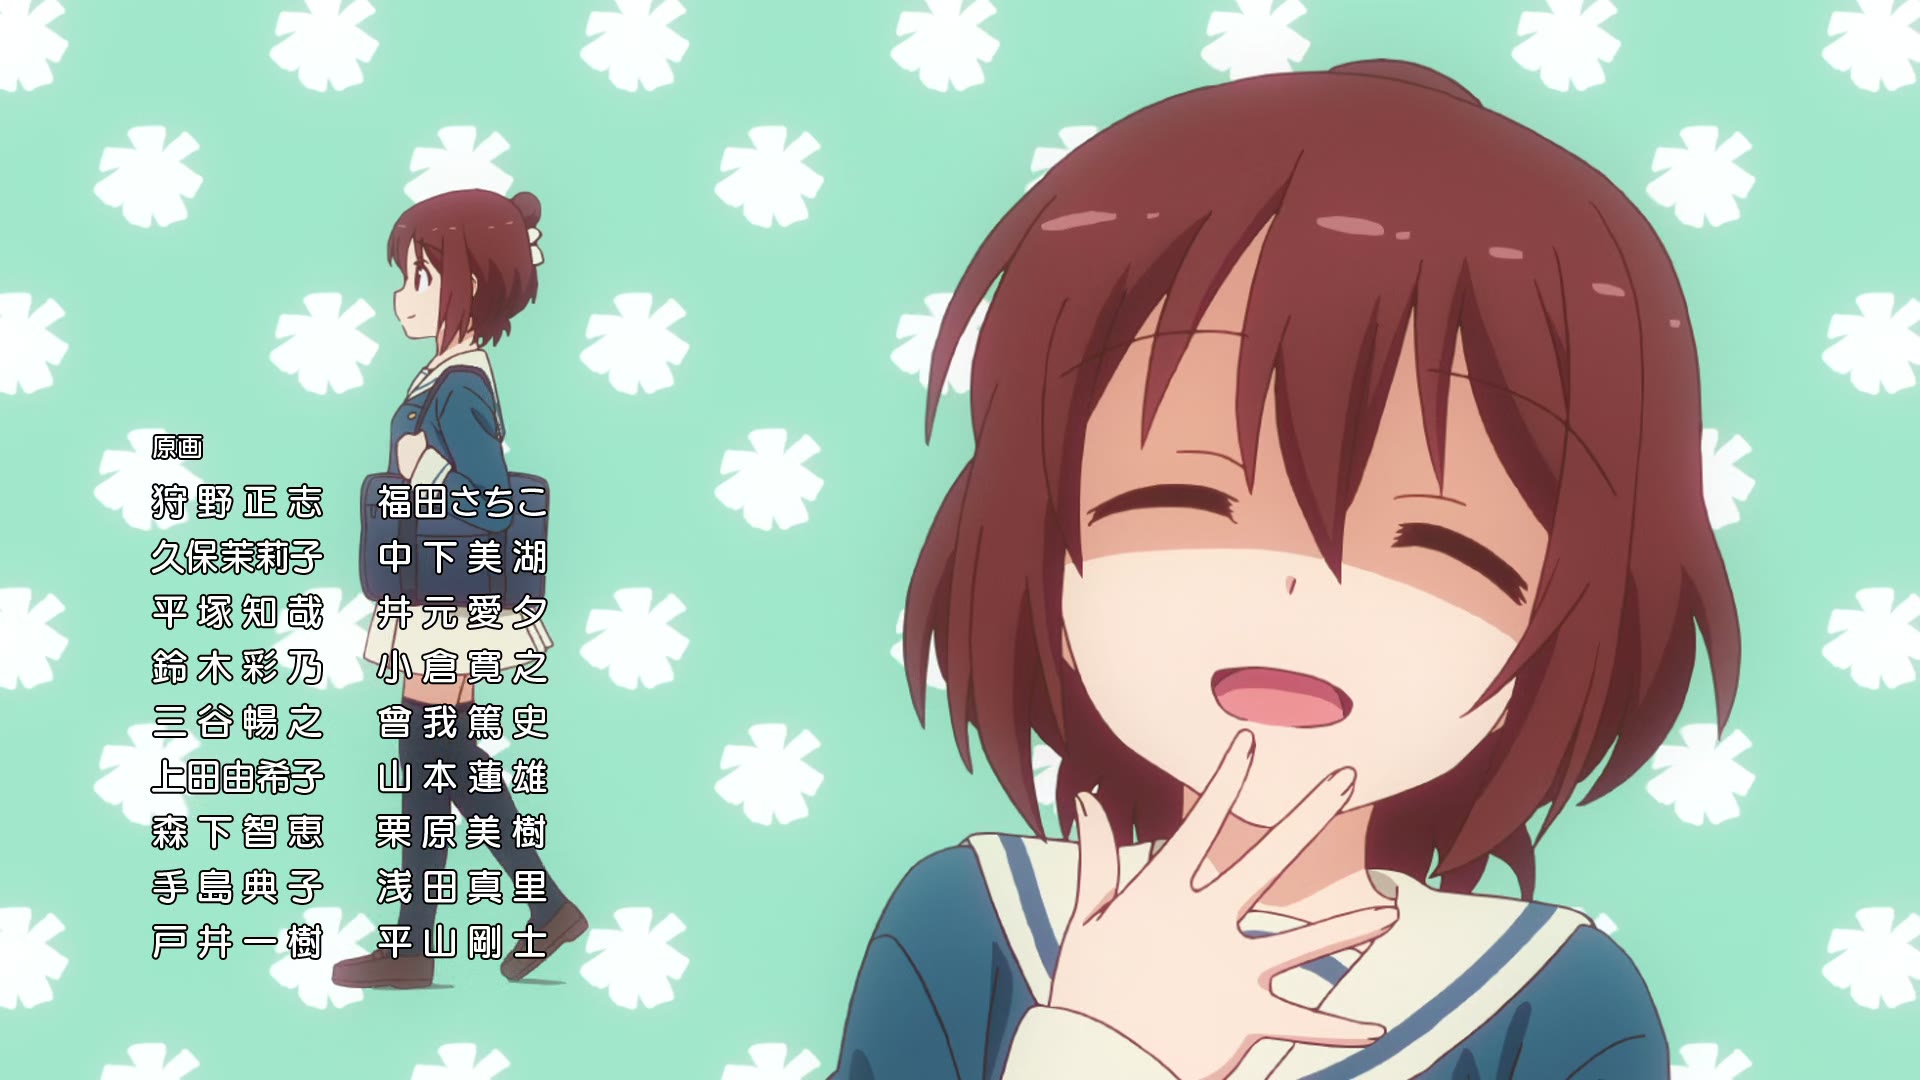 原画
狩野正志　福田さちこ
久保茉莉子　中下美湖
平塚知哉　井元愛夕
鈴木彩乃　小倉寛之
三谷暢之　曾我篤史
上田由希子　山本蓮雄
森下智恵　栗原美樹
手島典子　浅田真里
戸井一樹　平山剛士